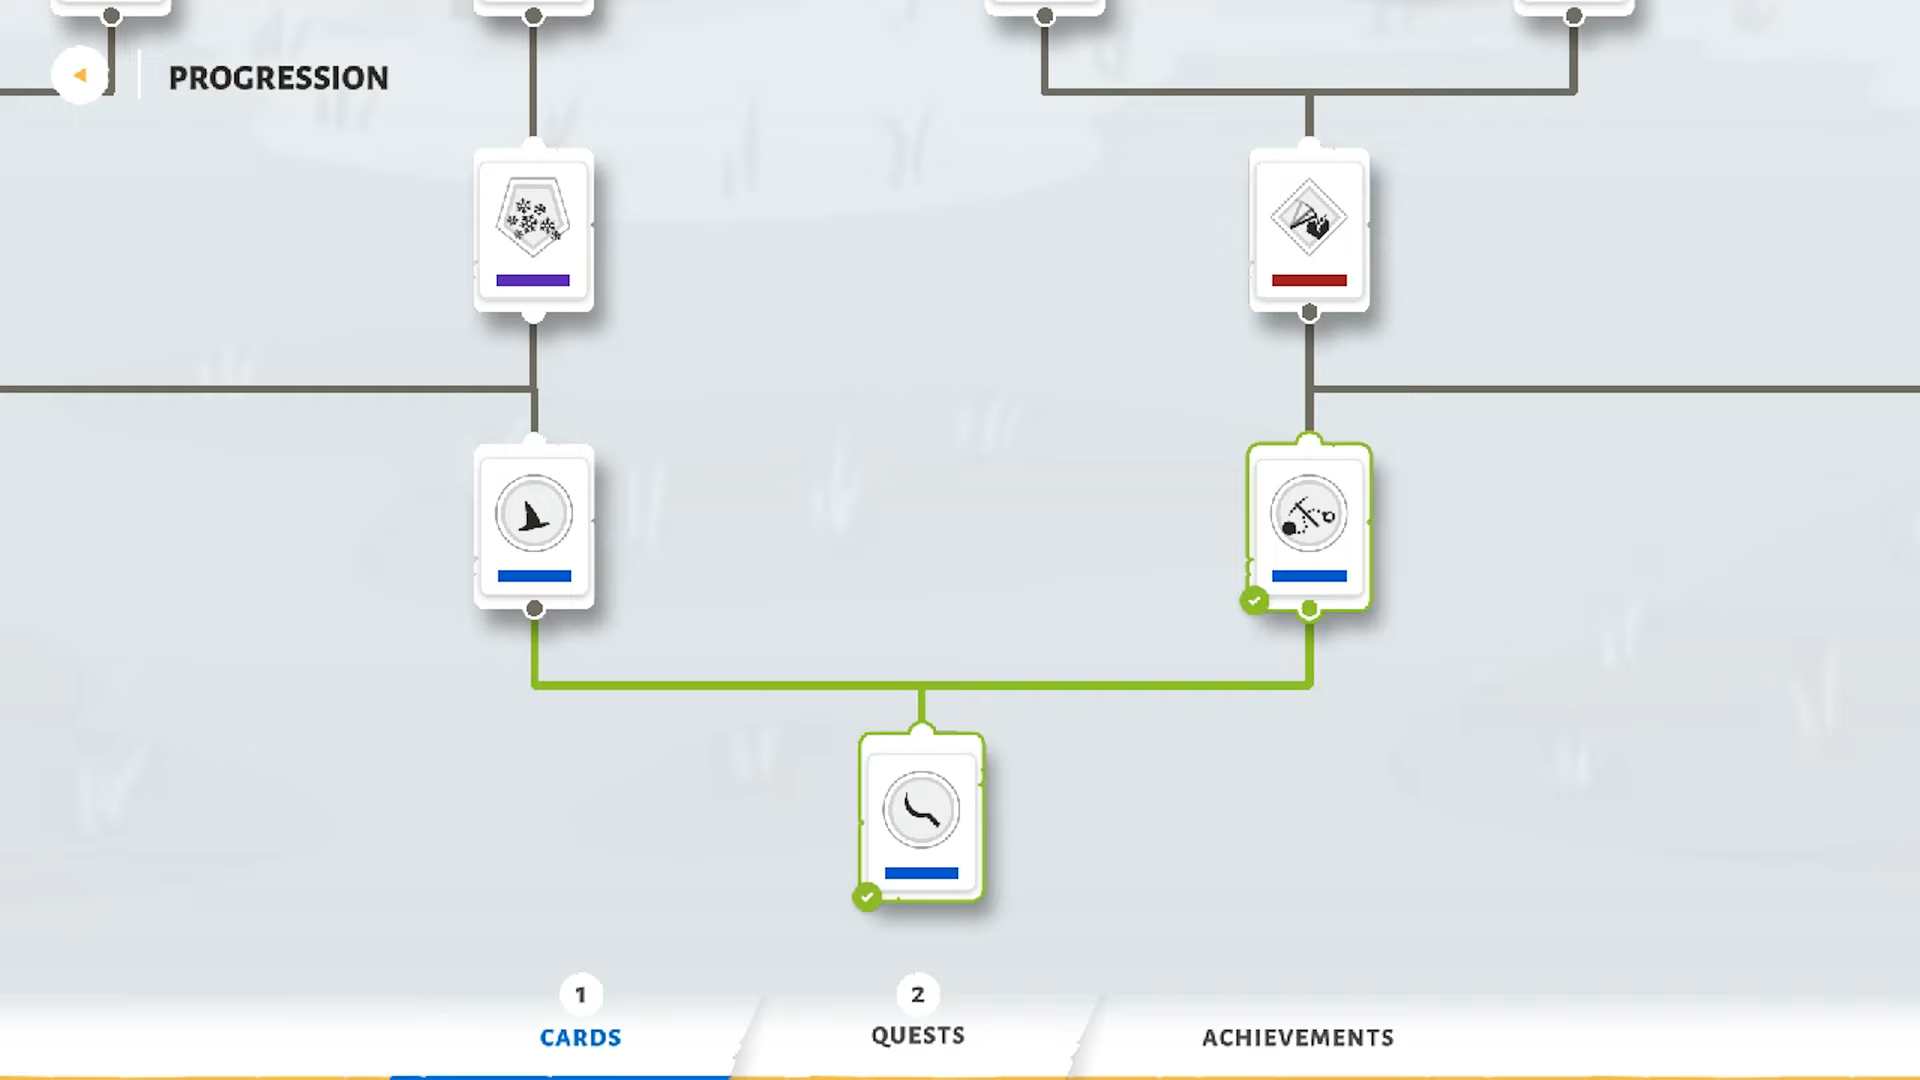 PROGRESSION
1
2
CARDS
QUESTS
ACHIEVEMENTS